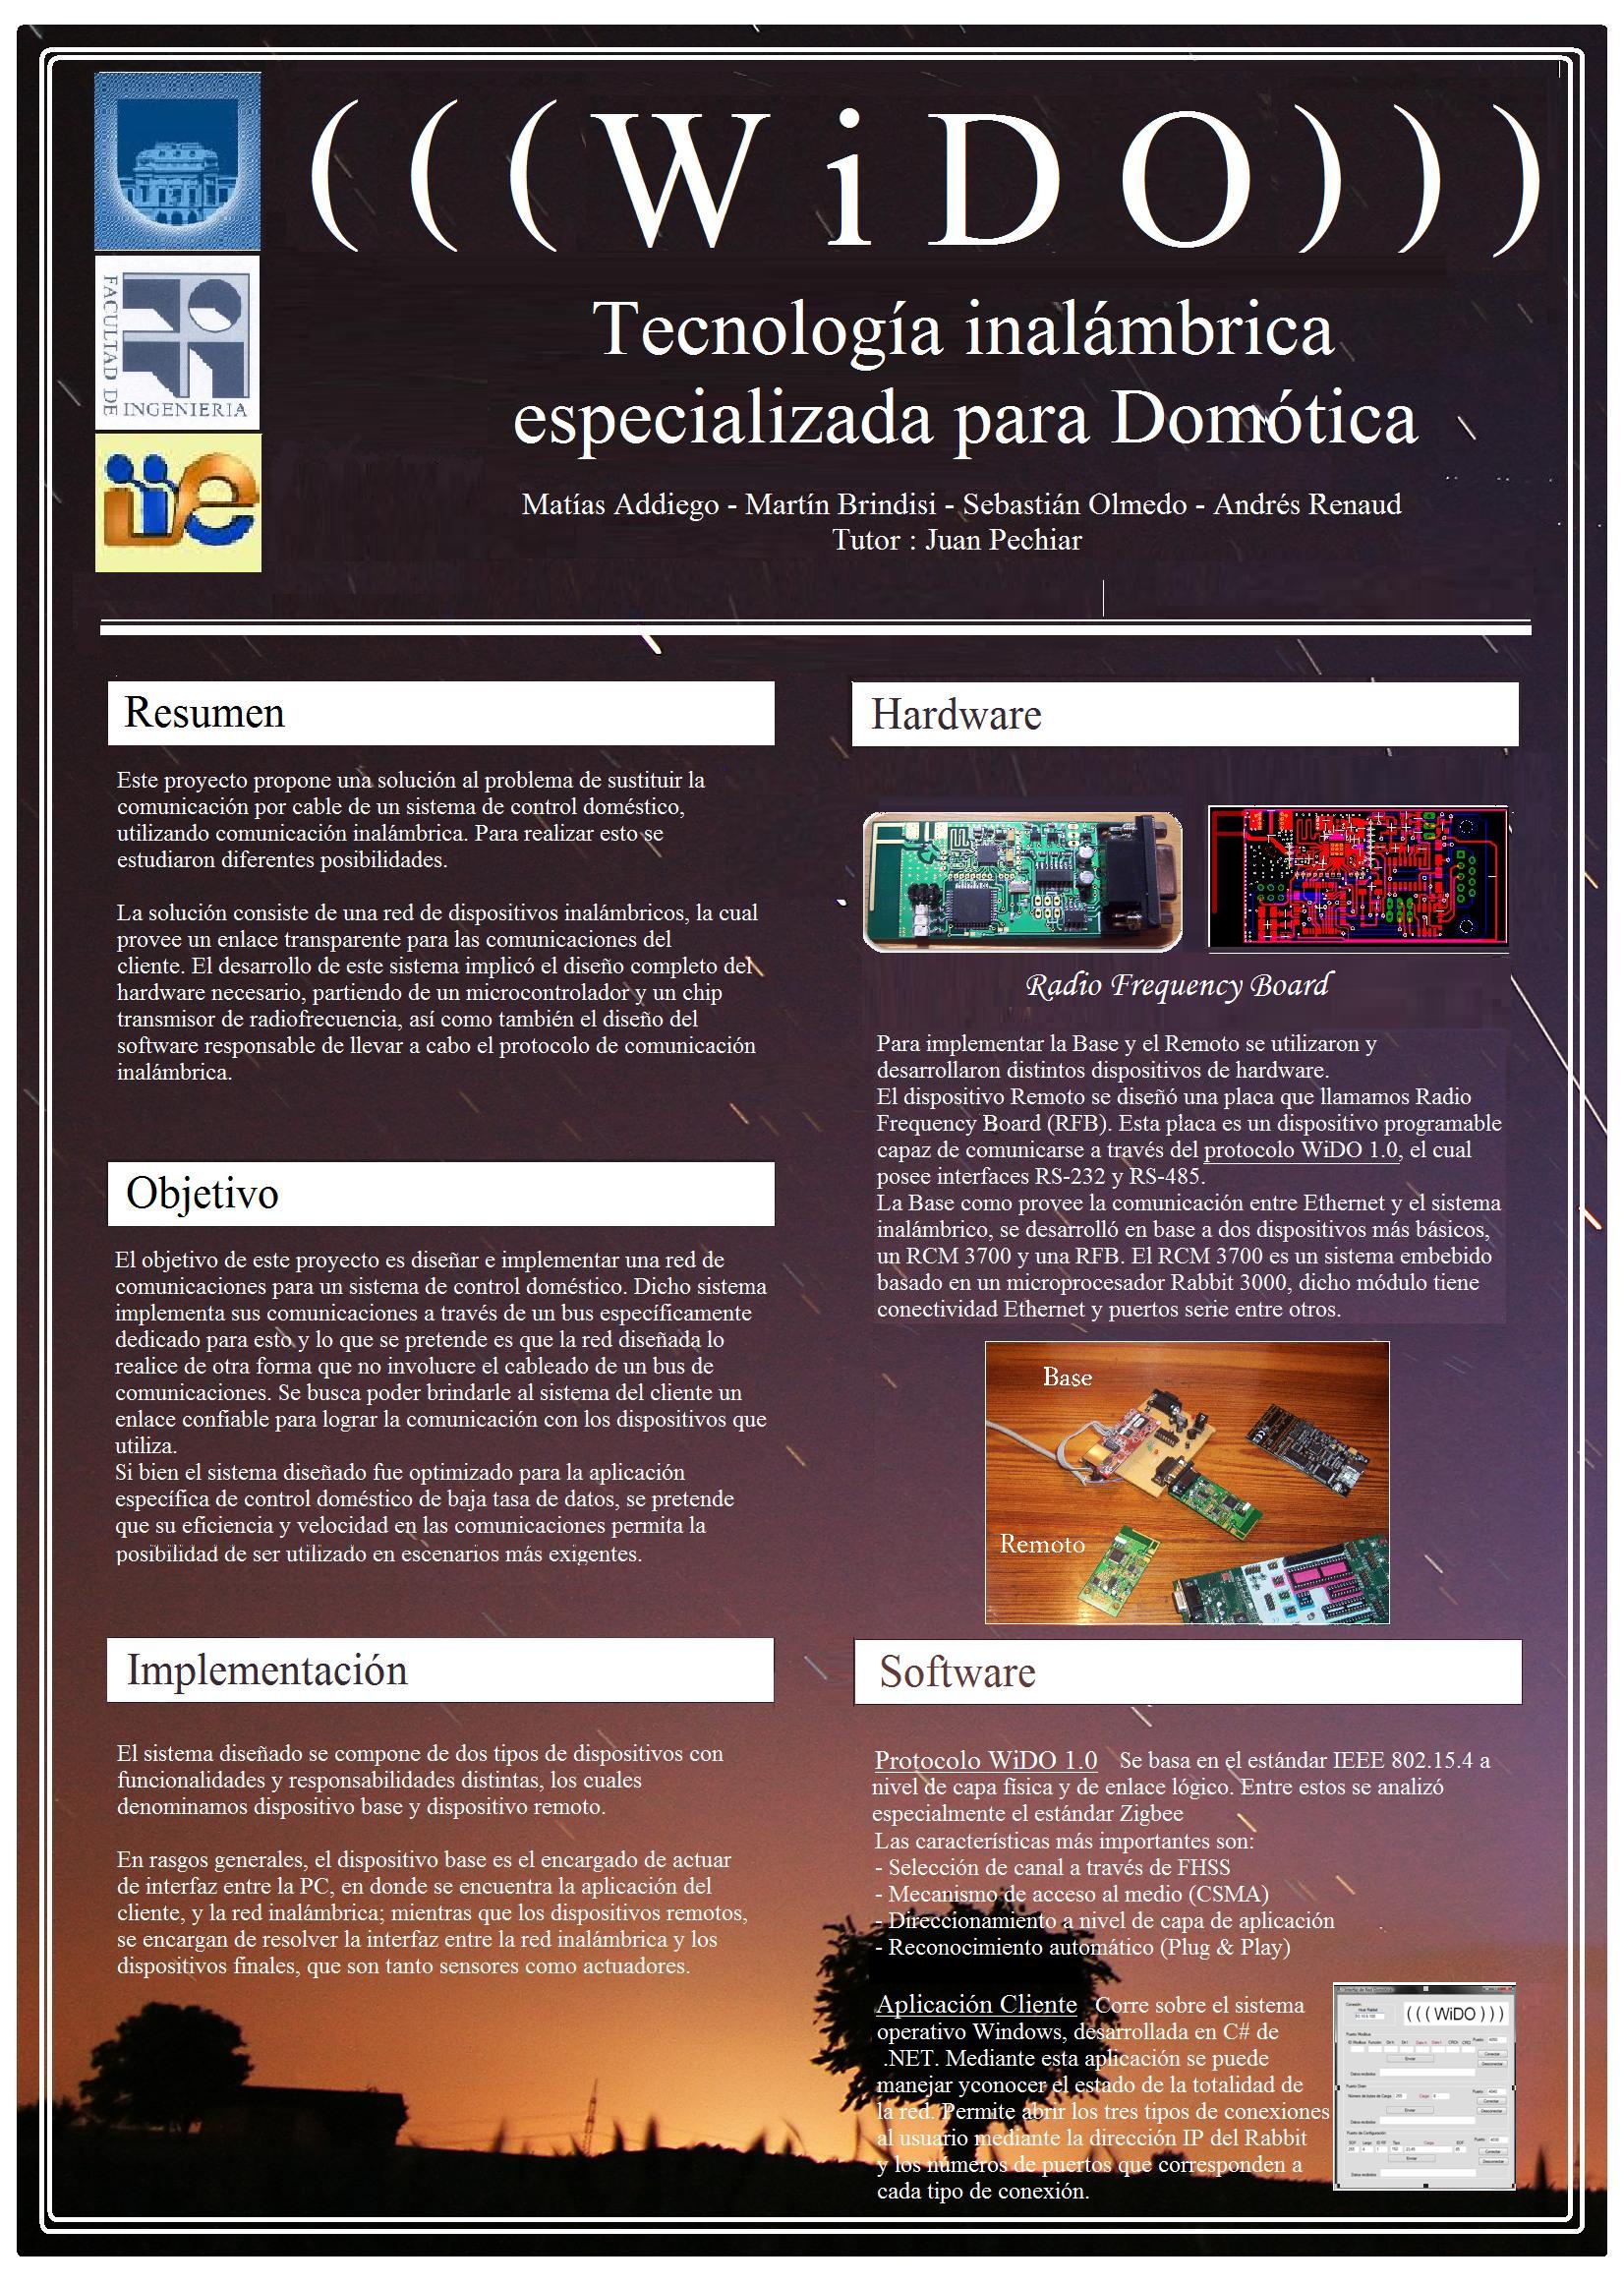 ( ( ( W i D O ) ) )
FACULTAD DE
INGENIERIA
iie
Tecnología inalámbrica
especializada para Domótica
Matías Addiego - Martín Brindisi - Sebastián Olmedo - Andrés Renaud
Tutor : Juan Pechiar
Resumen
Este proyecto propone una solución al problema de sustituir la
comunicación por cable de un sistema de control doméstico,
utilizando comunicación inalámbrica. Para realizar esto se
estudiaron diferentes posibilidades.
La solución consiste de una red de dispositivos inalámbricos, la cual
provee un enlace transparente para las comunicaciones del
cliente. El desarrollo de este sistema implicó el diseño completo del
hardware necesario, partiendo de un microcontrolador y un chip
transmisor de radiofrecuencia, así como también el diseño del
software responsable de llevar a cabo el protocolo de comunicación
inalámbrica.
Objetivo
El objetivo de este proyecto es diseñar e implementar una red de
comunicaciones para un sistema de control doméstico. Dicho sistema
implementa sus comunicaciones a través de un bus específicamente
dedicado para esto y lo que se pretende es que la red diseñada lo
realice de otra forma que no involucre el cableado de un bus de
comunicaciones. Se busca poder brindarle al sistema del cliente un
enlace confiable para lograr la comunicación con los dispositivos que
utiliza.
Si bien el sistema diseñado fue optimizado para la aplicación
específica de control doméstico de baja tasa de datos, se pretende
que su eficiencia y velocidad en las comunicaciones permita la
posibilidad de ser utilizado en escenarios más exigentes.
Implementación
El sistema diseñado se compone de dos tipos de dispositivos con
funcionalidades y responsabilidades distintas, los cuales
denominamos dispositivo base y dispositivo remoto.
En rasgos generales, el dispositivo base es el encargado de actuar
de interfaz entre la PC, en donde se encuentra la aplicación del
cliente, y la red inalámbrica; mientras que los dispositivos remotos,
se encargan de resolver la interfaz entre la red inalámbrica y los
dispositivos finales, que son tanto sensores como actuadores.
Hardware
Radio Frequency Board
Para implementar la Base y el Remoto se utilizaron y
desarrollaron distintos dispositivos de hardware.
El dispositivo Remoto se diseñó una placa que llamamos Radio
Frequency Board (RFB). Esta placa es un dispositivo programable
capaz de comunicarse a través del protocolo WiDO 1.0, el cual
posee interfaces RS-232 y RS-485.
La Base como provee la comunicación entre Ethernet y el sistema
inalámbrico, se desarrolló en base a dos dispositivos más básicos,
un RCM 3700 y una RFB. El RCM 3700 es un sistema embebido
basado en un microprocesador Rabbit 3000, dicho módulo tiene
conectividad Ethernet y puertos serie entre otros.
Base
Remoto
Software
Protocolo WiDO 1.0 Se basa en el estándar IEEE 802.15.4 a
nivel de capa física y de enlace lógico. Entre estos se analizó
especialmente el estándar Zigbee
Las características más importantes son:
- Selección de canal a través de FHSS
- Mecanismo de acceso al medio (CSMA)
- Direccionamiento a nivel de capa de aplicación
- Reconocimiento automático (Plug & Play)
Aplicación Cliente Corre sobre el sistema
operativo Windows, desarrollada en C# de
.NET. Mediante esta aplicación se puede
manejar yconocer el estado de la totalidad de
la red. Permite abrir los tres tipos de conexiones
al usuario mediante la dirección IP del Rabbit
y los números de puertos que corresponden a
cada tipo de conexión.
( ( ( WiDO ) ) )